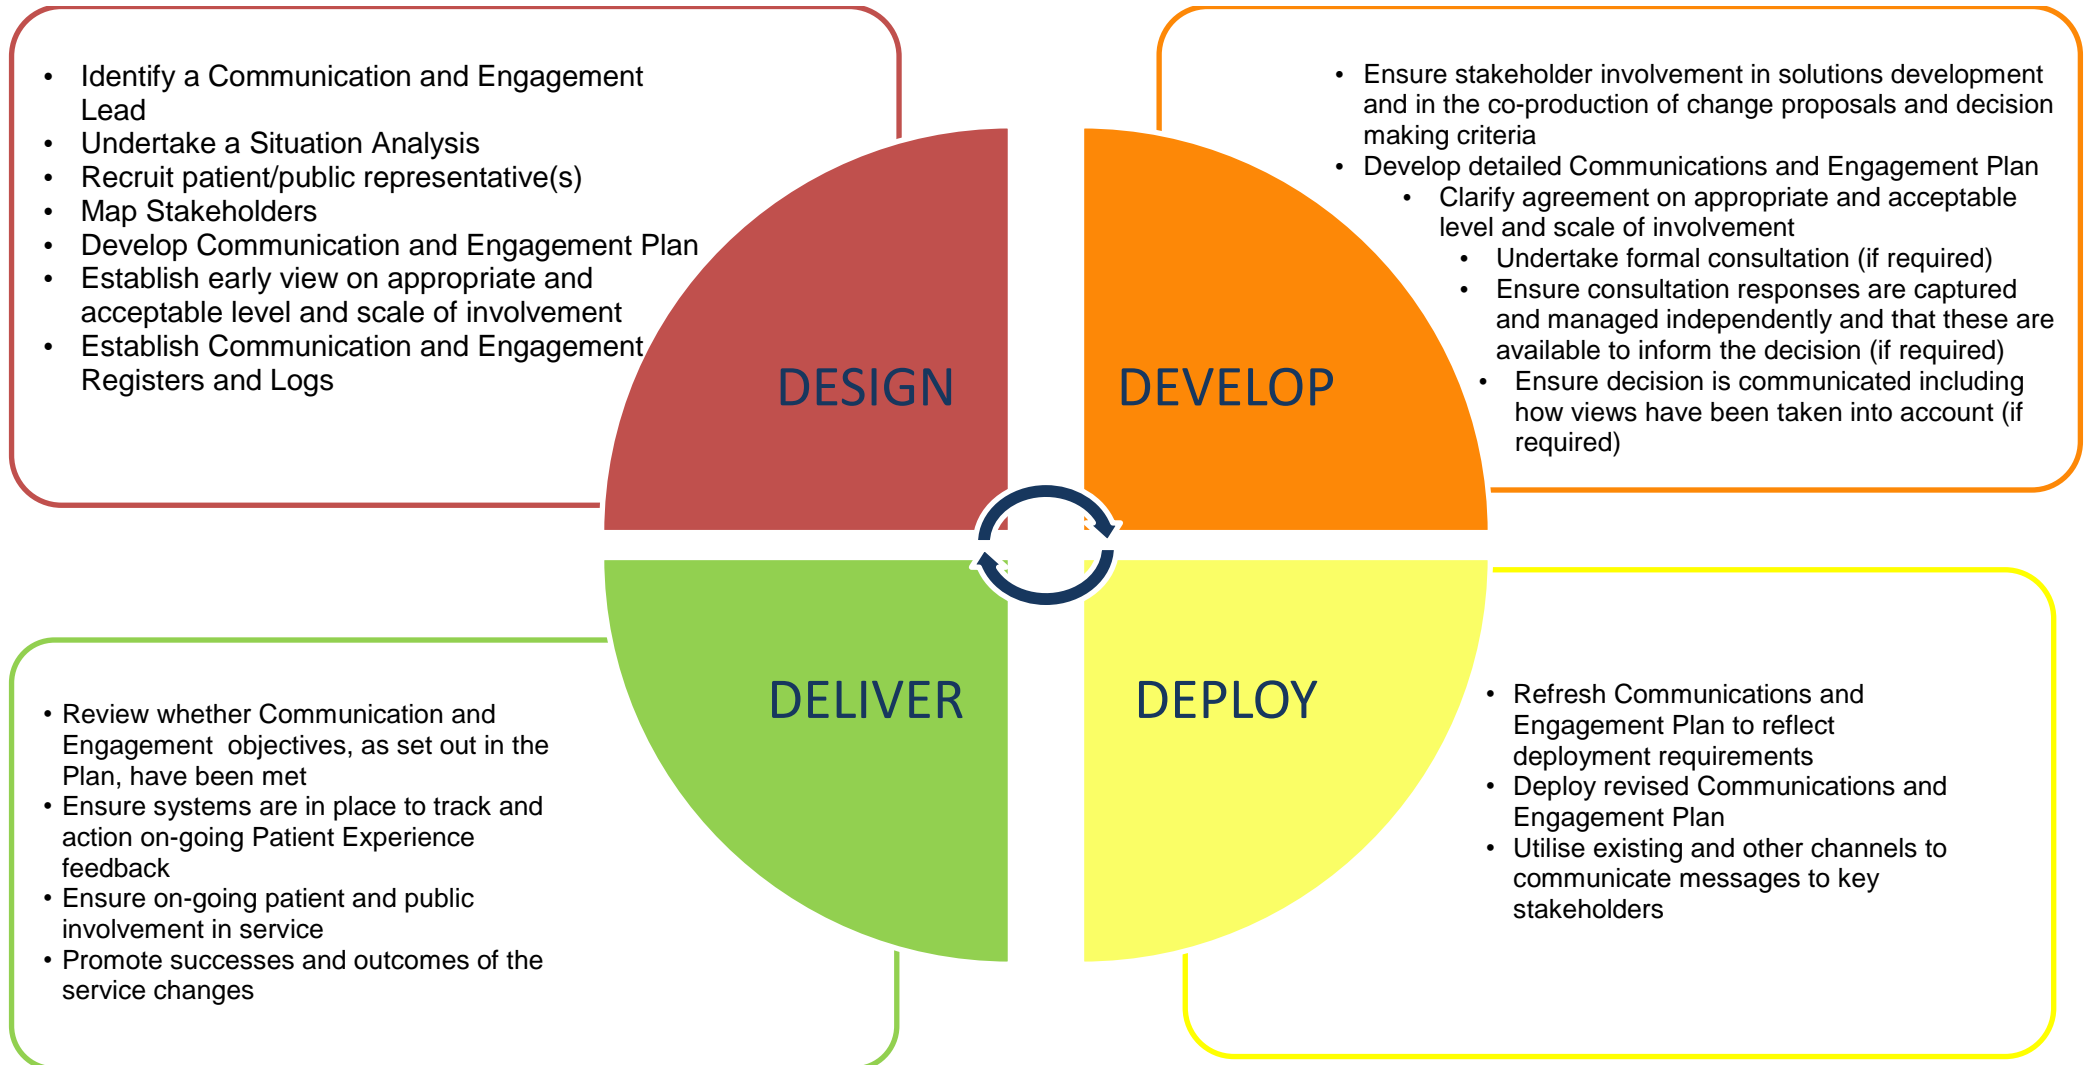 • Identify a Communication and Engagement
Lead
• Undertake a Situation Analysis
• Recruit patient/public representative(s)
• Map Stakeholders
• Develop Communication and Engagement Plan
• Establish early view on appropriate and
acceptable level and scale of involvement
• Establish Communication and Engagement
Registers and Logs
DESIGN
• Ensure stakeholder involvement in solutions development
and in the co-production of change proposals and decision
making criteria
• Develop detailed Communications and Engagement Plan
• Clarify agreement on appropriate and acceptable
level and scale of involvement
• Undertake formal consultation (if required)
• Ensure consultation responses are captured
and managed independently and that these are
available to inform the decision (if required)
• Ensure decision is communicated including
how views have been taken into account (if
required)
DEVELOP
DELIVER
• Review whether Communication and
Engagement  objectives, as set out in the
Plan, have been met
• Ensure systems are in place to track and
action on-going Patient Experience
feedback
• Ensure on-going patient and public
involvement in service
• Promote successes and outcomes of the
service changes
DEPLOY
• Refresh Communications and
Engagement Plan to reflect
deployment requirements
• Deploy revised Communications and
Engagement Plan
• Utilise existing and other channels to
communicate messages to key
stakeholders